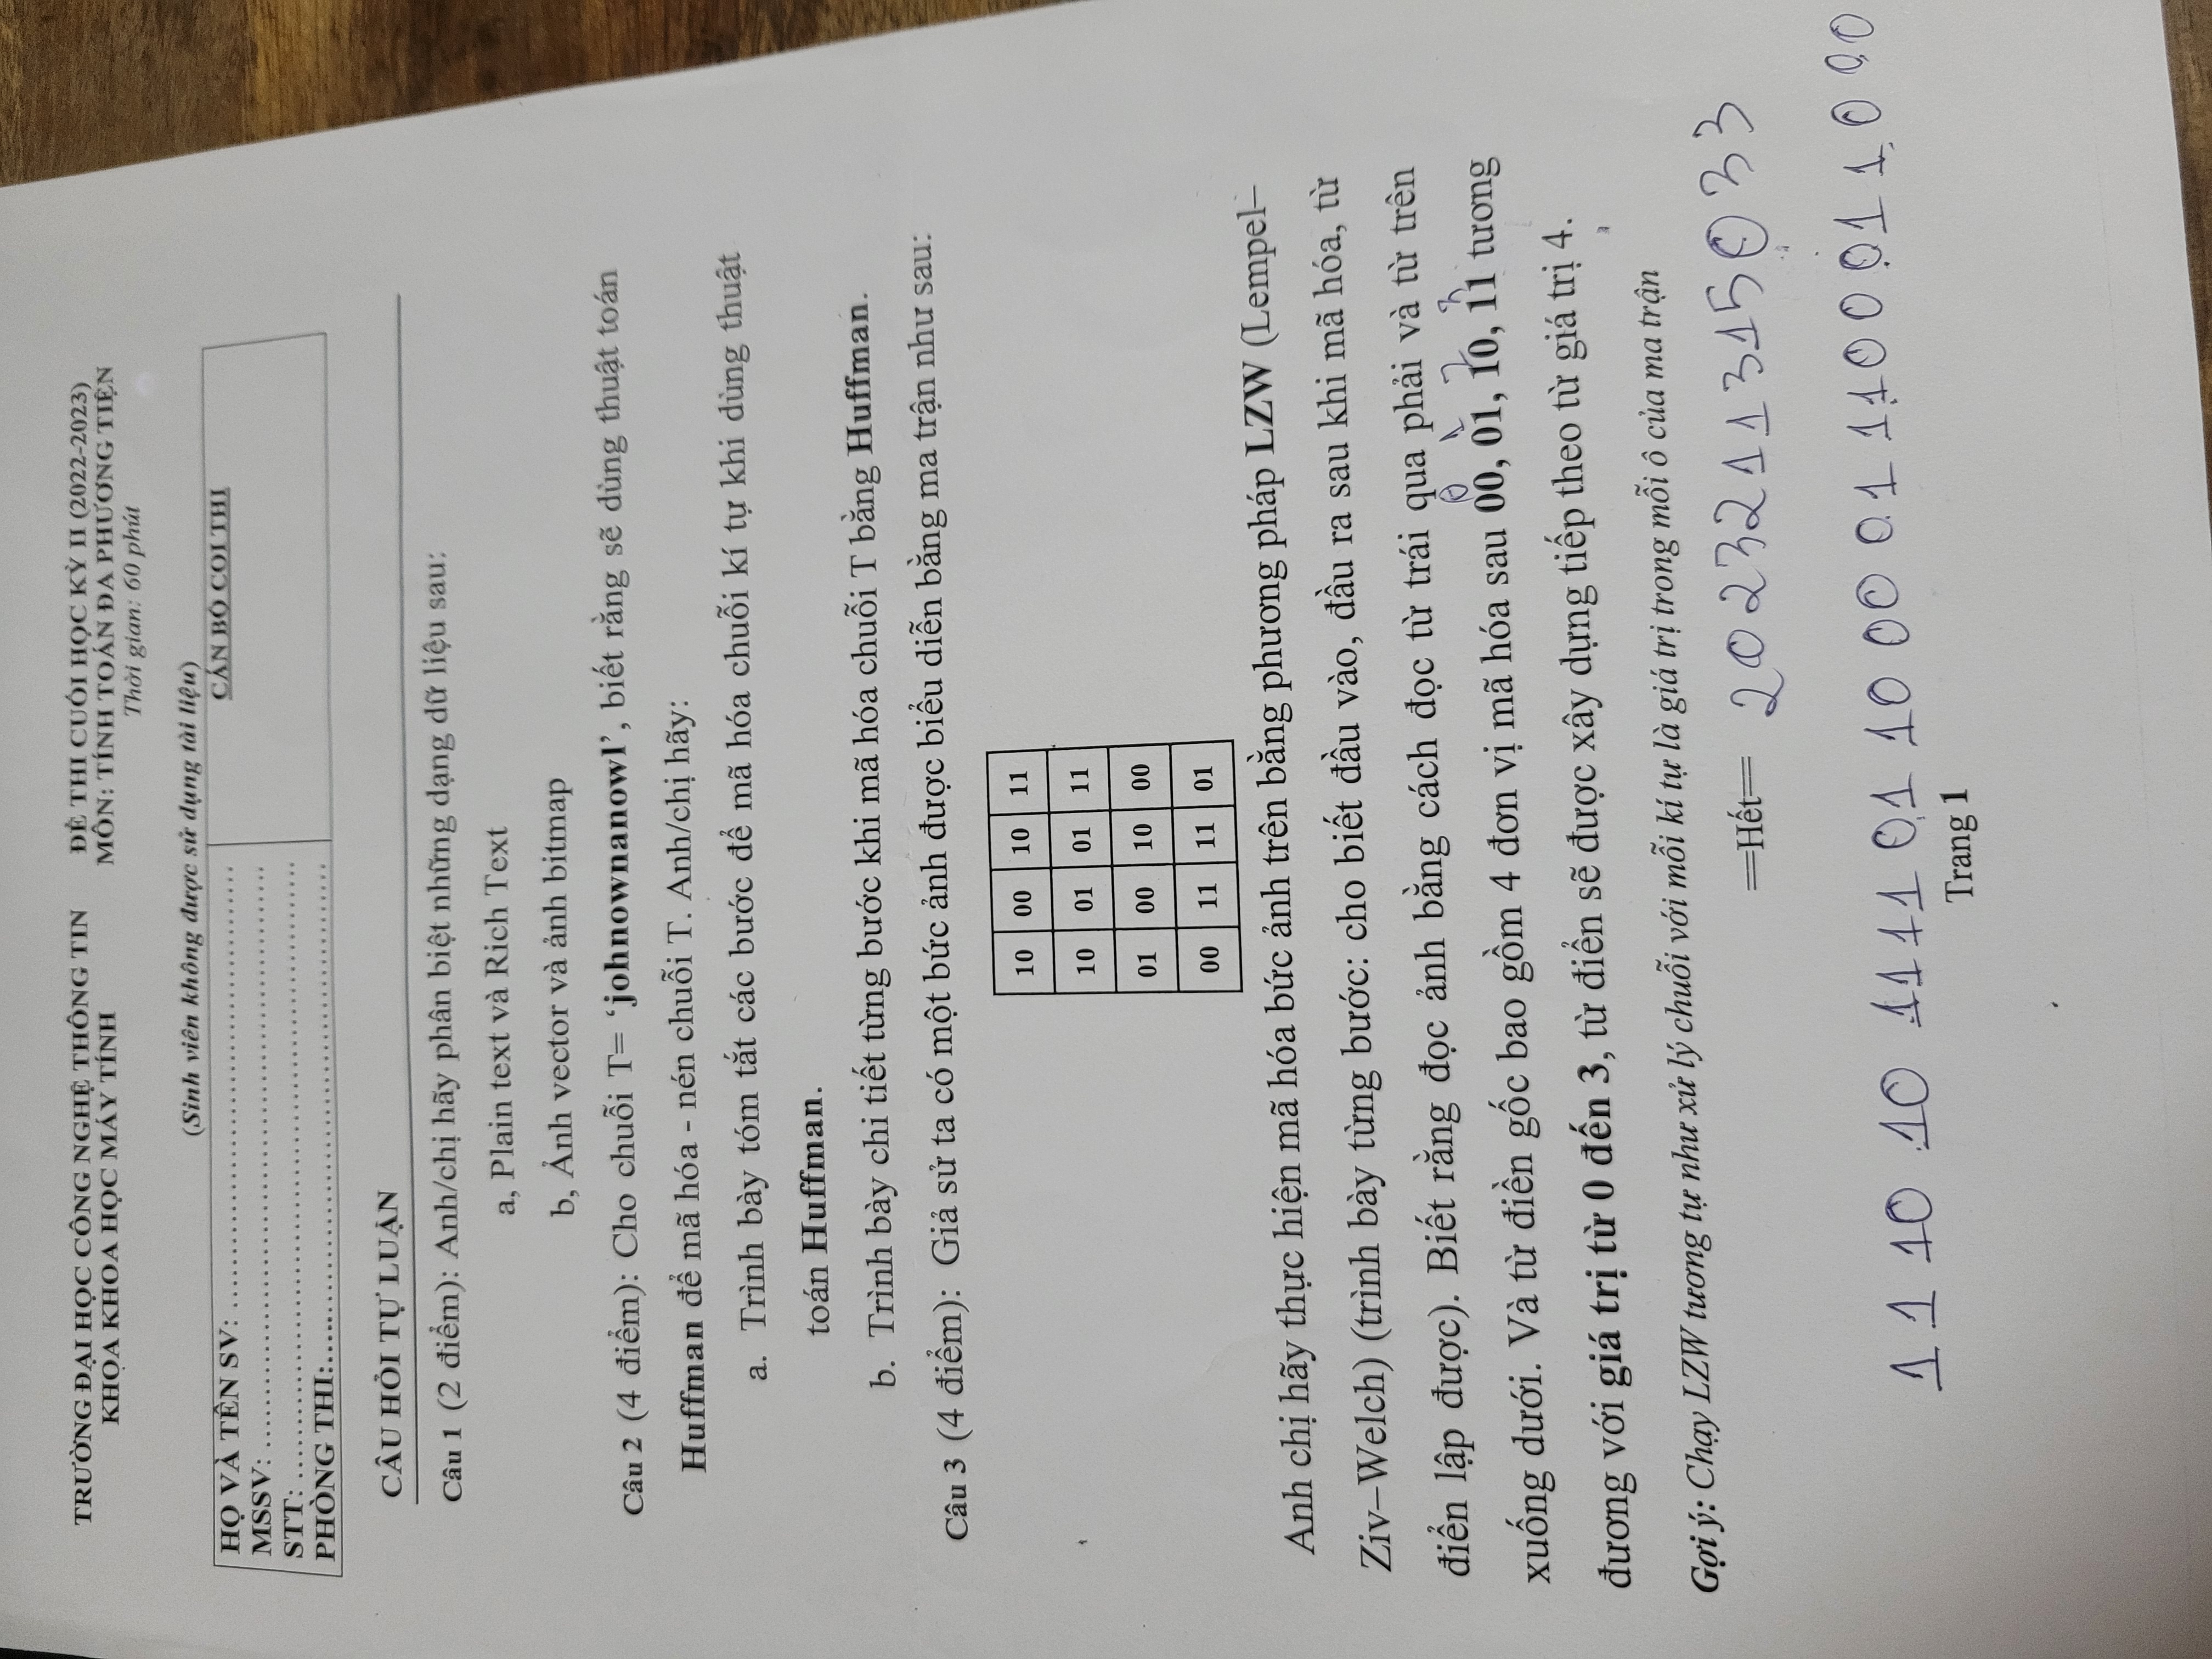 TRƯỜNG ĐẠI HỌC CÔNG NGHỆ THÔNG TIN
KHOA KHOA HỌC MÁY TÍNH
ĐỀ THI CUỐI HỌC KỲ II (2022-2023)
MÔN: TÍNH TOÁN ĐA PHƯƠNG TIỆN
Thời gian: 60 phút
(Sinh viên không được sử dụng tài liệu)
HỌ VÀ TÊN SV: ................................................
MSSV: ................................................
STT: ................................................
PHÒNG THI:................................................
CÁN BỘ COI THI
CÂU HỎI TỰ LUẬN
Câu 1 (2 điểm): Anh/chị hãy phân biệt những dạng dữ liệu sau:
a, Plain text và Rich Text
b, Ảnh vector và ảnh bitmap
Câu 2 (4 điểm): Cho chuỗi T= ‘johnownanowl’, biết rằng sẽ dùng thuật toán
Huffman để mã hóa - nén chuỗi T. Anh/chị hãy:
a. Trình bày tóm tắt các bước để mã hóa chuỗi kí tự khi dùng thuật
toán Huffman.
b. Trình bày chi tiết từng bước khi mã hóa chuỗi T bằng Huffman.
Câu 3 (4 điểm): Giả sử ta có một bức ảnh được biểu diễn bằng ma trận như sau:
10 00 10 11
10 01 01 11
01 00 10 00
00 11 11 01
Anh chị hãy thực hiện mã hóa bức ảnh trên bằng phương pháp LZW (Lempel–
Ziv–Welch) (trình bày từng bước: cho biết đầu vào, đầu ra sau khi mã hóa, từ
điển lập được). Biết rằng đọc ảnh bằng cách đọc từ trái qua phải và từ trên
0 1 2 3
xuống dưới. Và từ điền gốc bao gồm 4 đơn vị mã hóa sau 00, 01, 10, 11 tương
đương với giá trị từ 0 đến 3, từ điển sẽ được xây dựng tiếp theo từ giá trị 4.
Gợi ý: Chạy LZW tương tự như xử lý chuỗi với mỗi kí tự là giá trị trong mỗi ô của ma trận
==Hết==
2023211315033
11 10 10 1111 01 10 00 01 1100 011 000
Trang 1